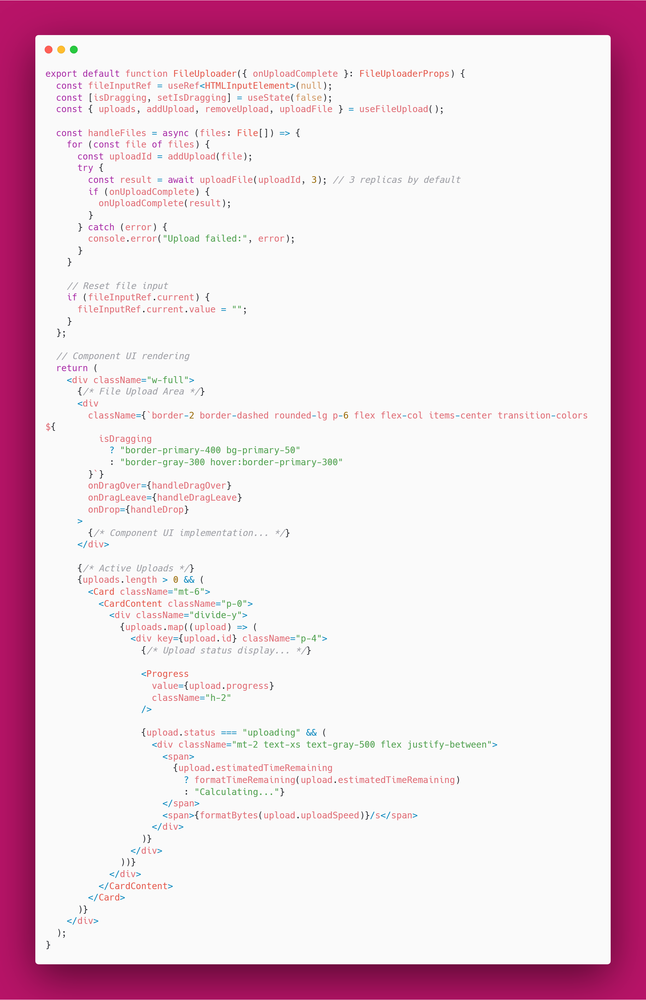 export default function FileUploader({ onUploadComplete }: FileUploaderProps) {
  const fileInputRef = useRef<HTMLInputElement>(null);
  const [isDragging, setIsDragging] = useState(false);
  const { uploads, addUpload, removeUpload, uploadFile } = useFileUpload();

  const handleFiles = async (files: File[]) => {
    for (const file of files) {
      const uploadId = addUpload(file);
      try {
        const result = await uploadFile(uploadId, 3); // 3 replicas by default
        if (onUploadComplete) {
          onUploadComplete(result);
        }
      } catch (error) {
        console.error("Upload failed:", error);
      }
    }

    // Reset file input
    if (fileInputRef.current) {
      fileInputRef.current.value = "";
    }
  };

  // Component UI rendering
  return (
    <div className="w-full">
      {/* File Upload Area */}
      <div
        className={`border-2 border-dashed rounded-lg p-6 flex flex-col items-center transition-colors
${
          isDragging
            ? "border-primary-400 bg-primary-50"
            : "border-gray-300 hover:border-primary-300"
        }`}
        onDragOver={handleDragOver}
        onDragLeave={handleDragLeave}
        onDrop={handleDrop}
      >
        {/* Component UI implementation... */}
      </div>

      {/* Active Uploads */}
      {uploads.length > 0 && (
        <Card className="mt-6">
          <CardContent className="p-0">
            <div className="divide-y">
              {uploads.map((upload) => (
                <div key={upload.id} className="p-4">
                  {/* Upload status display... */}

                  <Progress
                    value={upload.progress}
                    className="h-2"
                  />

                  {upload.status === "uploading" && (
                    <div className="mt-2 text-xs text-gray-500 flex justify-between">
                      <span>
                        {upload.estimatedTimeRemaining
                          ? formatTimeRemaining(upload.estimatedTimeRemaining)
                          : "Calculating..."}
                      </span>
                      <span>{formatBytes(upload.uploadSpeed)}/s</span>
                    </div>
                  )}
                </div>
              ))}
            </div>
          </CardContent>
        </Card>
      )}
    </div>
  );
}